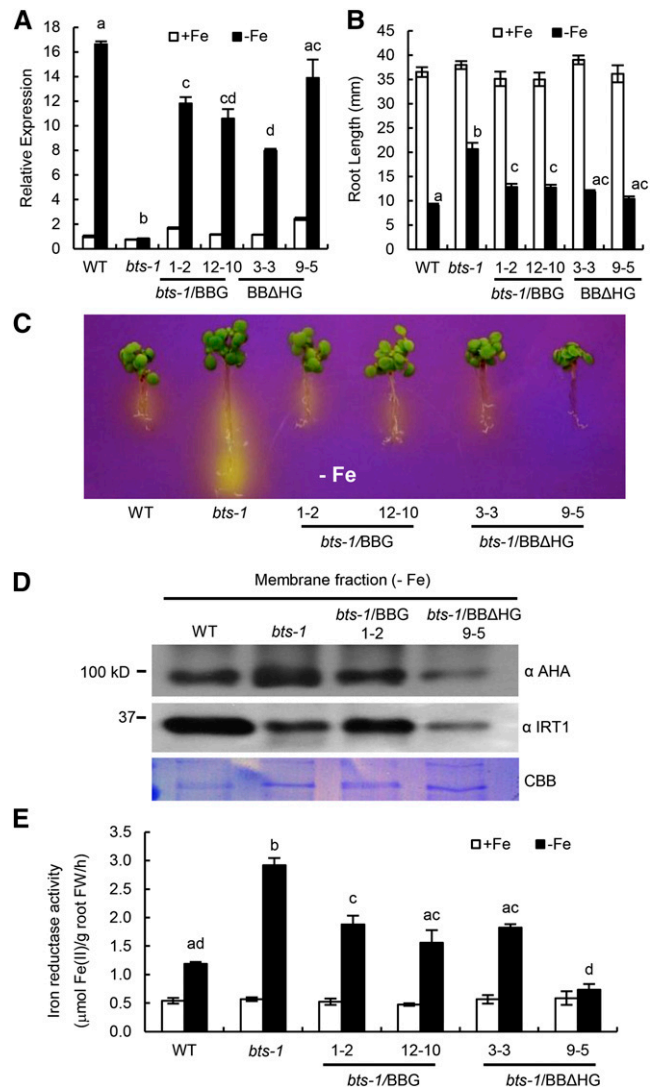 A
□+Fe ■-Fe
Relative Expression
18
16
14
12
10
8
6
4
2
0
a
b
c
cd
d
ac
WT bts-1 1-2 12-10 3-3 9-5
bts-1/BBG BBΔHG
B
□+Fe ■-Fe
Root Length (mm)
45
40
35
30
25
20
15
10
5
0
a
b
c
c
ac
ac
WT bts-1 1-2 12-10 3-3 9-5
bts-1/BBG BBΔHG
C
- Fe
WT bts-1 1-2 12-10 3-3 9-5
bts-1/BBG bts-1/BBΔHG
D
Membrane fraction (- Fe)
bts-1/BBG bts-1/BBΔHG
WT bts-1 1-2 9-5
100 kD
α AHA
37
α IRT1
CBB
E
□+Fe ■-Fe
Iron reductase activity
(μmol Fe(II)/g root FW/h)
3.5
3.0
2.5
2.0
1.5
1.0
0.5
0.0
ad
b
c
ac
ac
d
WT bts-1 1-2 12-10 3-3 9-5
bts-1/BBG bts-1/BBΔHG